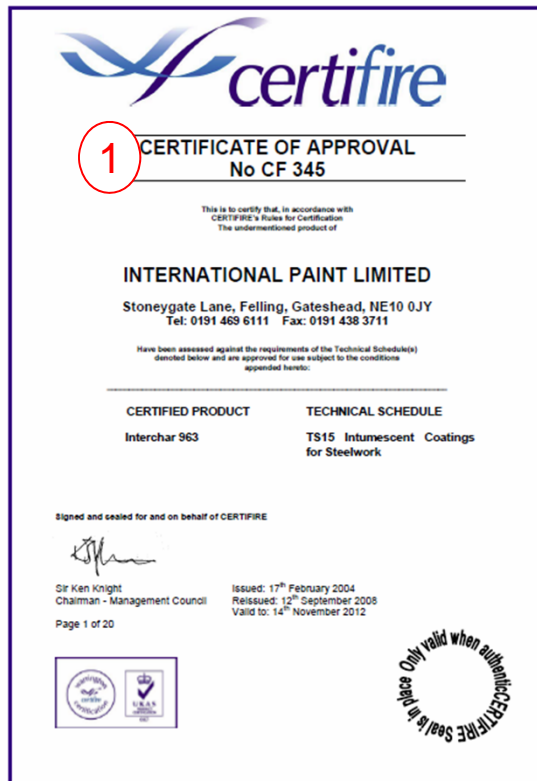 certifire
1
CERTIFICATE OF APPROVAL
No CF 345
This is to certify that, in accordance with
CERTIFIRE's Rules for Certification
The undermentioned product of
INTERNATIONAL PAINT LIMITED
Stoneygate Lane, Felling, Gateshead, NE10 0JY
Tel: 0191 469 6111 Fax: 0191 438 3711
Have been assessed against the requirements of the Technical Schedule(s)
denoted below and are approved for use subject to the conditions
appended hereto:
CERTIFIED PRODUCT TECHNICAL SCHEDULE
Interchar 963 TS15 Intumescent Coatings
for Steelwork
Signed and sealed for and on behalf of CERTIFIRE
Sir Ken Knight Issued: 17th February 2004
Chairman - Management Council Reissued: 12th September 2008
Valid to: 14th November 2012
Page 1 of 20
warrington
certifire
certification
UKAS
Only valid when authentic CERTIFIRE Seal is in place